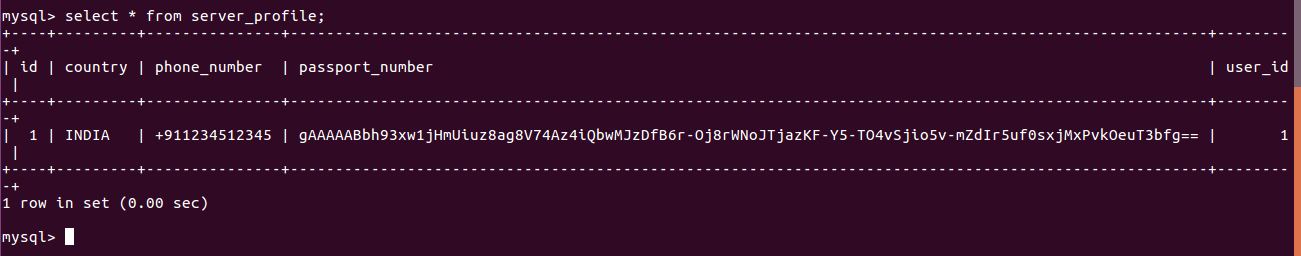 mysql> select * from server_profile;
+----+---------+---------------+------------------------------------------------------------------------------------------------------+--------
-+
| id | country | phone_number  | passport_number                                                                                      | user_id
 |
+----+---------+---------------+------------------------------------------------------------------------------------------------------+--------
-+
|  1 | INDIA   | +911234512345 | gAAAAABbh93xw1jHmUiuz8ag8V74Az4iQbwMJzDfB6r-Oj8rWNoJTjazKF-Y5-TO4vSjio5v-mZdIr5uf0sxjMxPvkOeuT3bfg== |       1
 |
+----+---------+---------------+------------------------------------------------------------------------------------------------------+--------
-+
1 row in set (0.00 sec)
mysql>